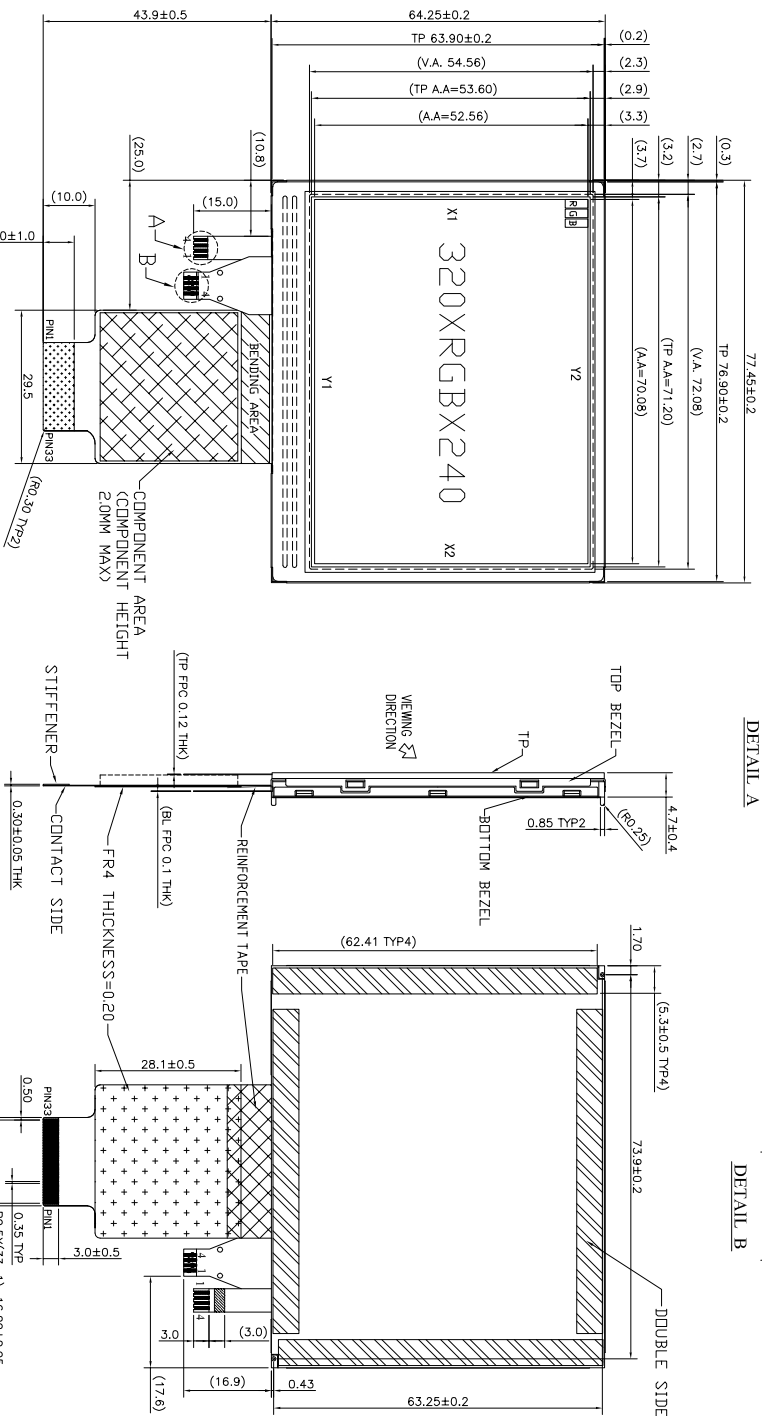 43.9±0.5
64.25±0.2
TP 63.90±0.2
(0.2)
(V.A. 54.56)
(2.3)
(TP A.A=53.60)
(2.9)
(A.A=52.56)
(3.3)
(25.0)
(10.8)
(3.7)
(3.2)
(2.7)
(0.3)
(10.0)
(15.0)
A
B
1
4
X1
R G B
320XRGBX240
Y1
Y2
X2
(A.A=70.08)
(TP A.A=71.20)
(V.A. 72.08)
TP 76.90±0.2
77.45±0.2
PIN1
PIN33
29.5
BENDING AREA
(R0.30 TYP2)
COMPONENT AREA
(COMPONENT HEIGHT
2.0MM MAX)
DETAIL A
TOP BEZEL
TP
VIEWING
DIRECTION
(TP FPC 0.12 THK)
STIFFENER
CONTACT SIDE
0.30±0.05 THK
(BL FPC 0.1 THK)
FR4 THICKNESS=0.20
REINFORCEMENT TAPE
BOTTOM BEZEL
0.85 TYP2
(R0.25)
4.7±0.4
DETAIL B
DOUBLE SIDE
1.70
(62.41 TYP4)
(5.3±0.5 TYP4)
73.9±0.2
28.1±0.5
0.50
PIN33
PIN1
0.35 TYP
3.0±0.5
4
1
1
4
3.0
(3.0)
(16.9)
(17.6)
0.43
63.25±0.2